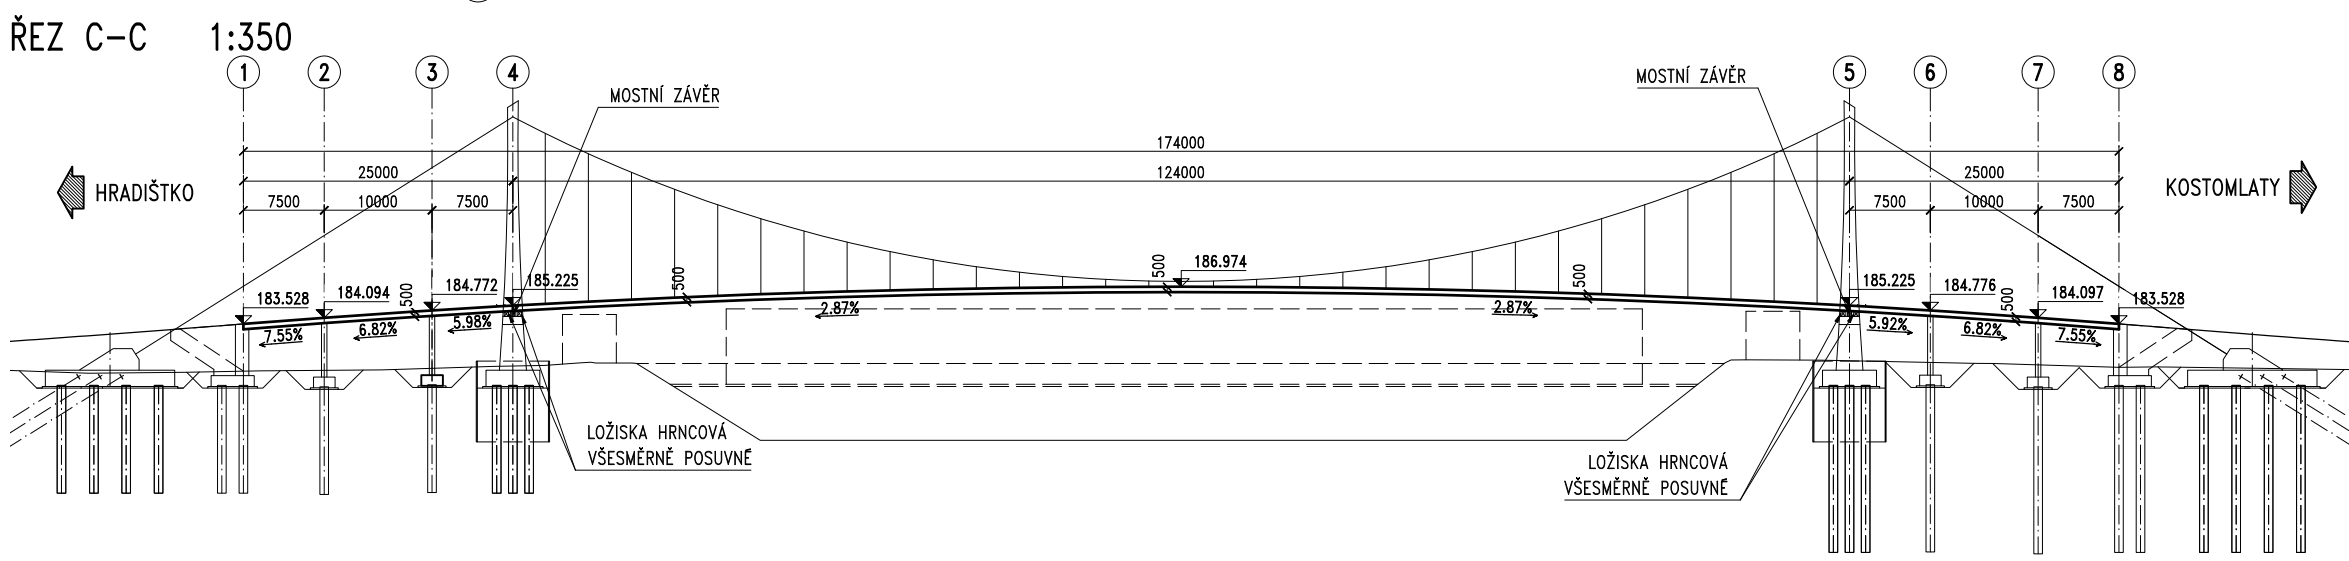 ŘEZ C-C 1:350
1 2 3 4 5 6 7 8
MOSTNÍ ZÁVĚR
MOSTNÍ ZÁVĚR
174000
25000 124000 25000
HRADIŠTKO
KOSTOMLATY
7500 10000 7500
7500 10000 7500
183.528
184.094
500
184.772
185.225
500
500
186.974
500
185.225
184.776
500
184.097
183.528
7.55%
6.82%
5.98%
2.87%
2.87%
5.92%
6.82%
7.55%
LOŽISKA HRNCOVÁ
VŠESMĚRNĚ POSUVNÉ
LOŽISKA HRNCOVÁ
VŠESMĚRNĚ POSUVNÉ